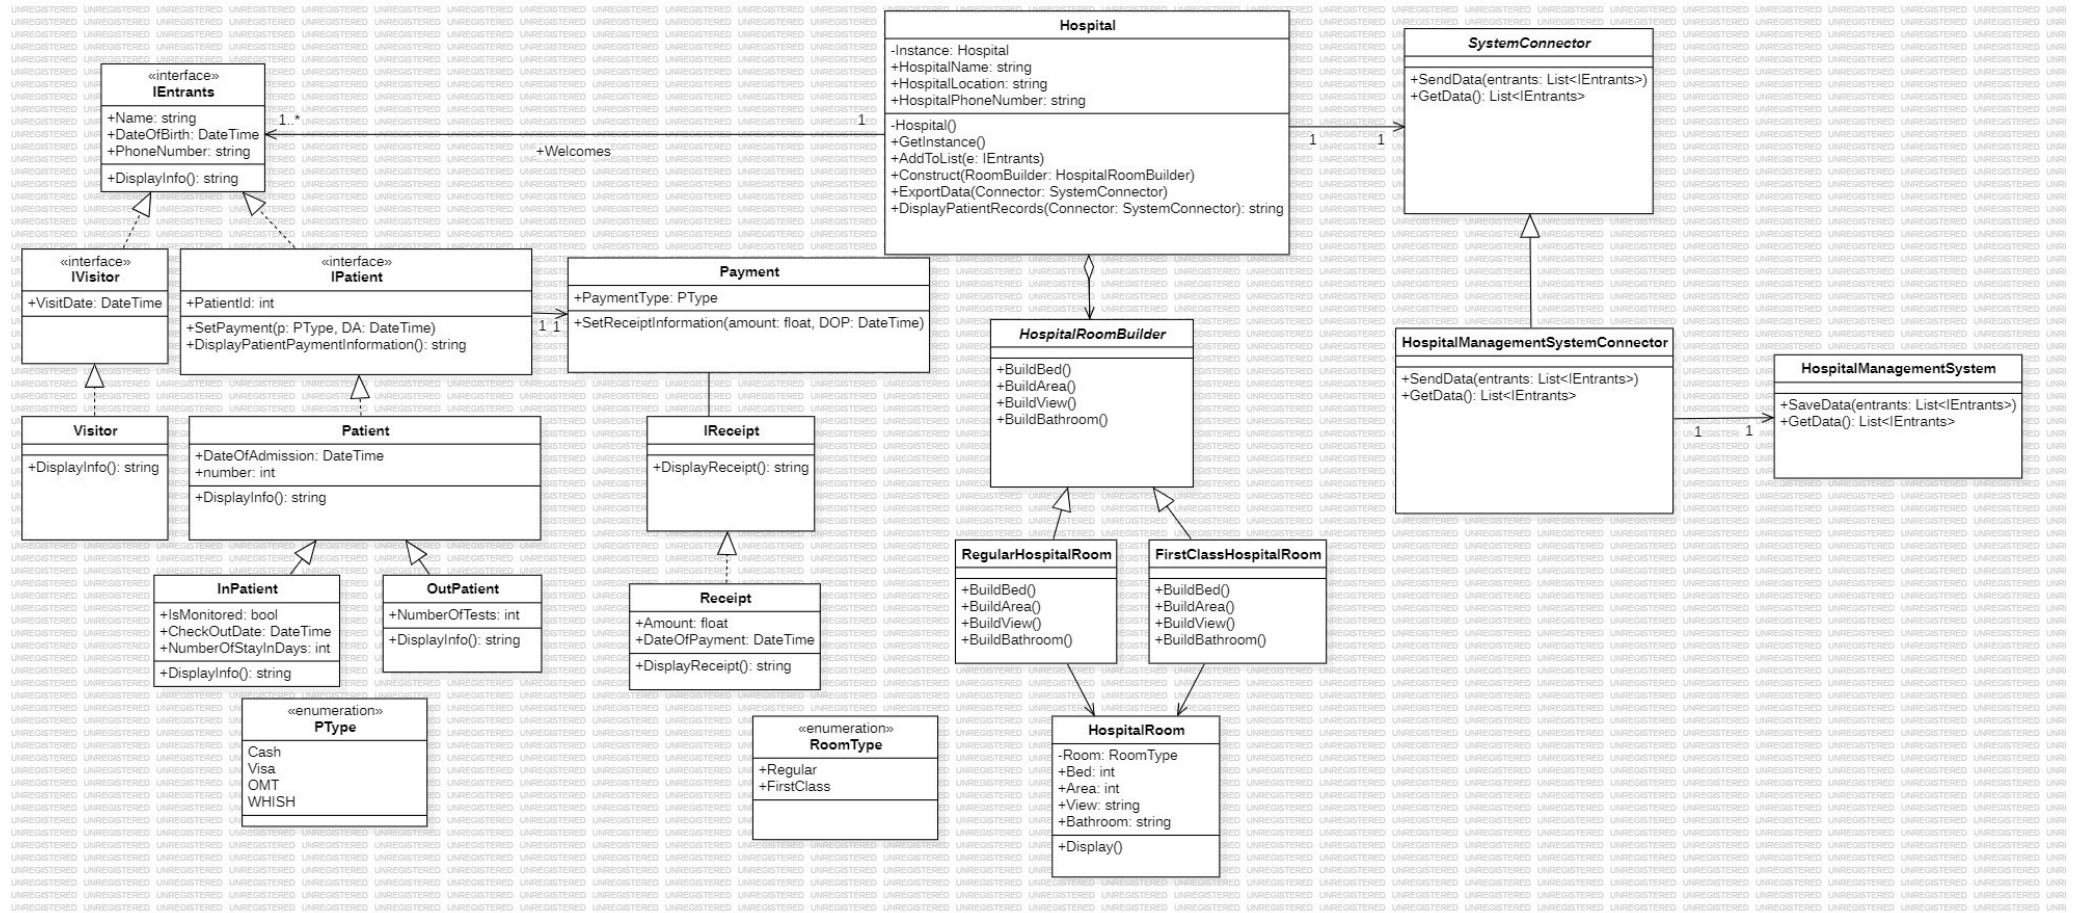 Hospital
-Instance: Hospital
+HospitalName: string
+HospitalLocation: string
+HospitalPhoneNumber: string
-Hospital()
+GetInstance()
+AddToList(e: IEntrants)
+Construct(RoomBuilder: HospitalRoomBuilder)
+ExportData(Connector: SystemConnector)
+DisplayPatientRecords(Connector: SystemConnector): string
SystemConnector
+SendData(entrants: List<IEntrants>)
+GetData(): List<IEntrants>
«interface»
IEntrants
+Name: string
+DateOfBirth: DateTime
+PhoneNumber: string
+DisplayInfo(): string
1..*
1
+Welcomes
1
1
«interface»
IVisitor
+VisitDate: DateTime
«interface»
IPatient
+PatientId: int
+SetPayment(p: PType, DA: DateTime)
+DisplayPatientPaymentInformation(): string
1 1
Payment
+PaymentType: PType
+SetReceiptInformation(amount: float, DOP: DateTime)
HospitalRoomBuilder
+BuildBed()
+BuildArea()
+BuildView()
+BuildBathroom()
HospitalManagementSystemConnector
+SendData(entrants: List<IEntrants>)
+GetData(): List<IEntrants>
1
1
HospitalManagementSystem
+SaveData(entrants: List<IEntrants>)
+GetData(): List<IEntrants>
Visitor
+DisplayInfo(): string
Patient
+DateOfAdmission: DateTime
+number: int
+DisplayInfo(): string
IReceipt
+DisplayReceipt(): string
InPatient
+IsMonitored: bool
+CheckOutDate: DateTime
+NumberOfStayInDays: int
+DisplayInfo(): string
OutPatient
+NumberOfTests: int
+DisplayInfo(): string
Receipt
+Amount: float
+DateOfPayment: DateTime
+DisplayReceipt(): string
RegularHospitalRoom
+BuildBed()
+BuildArea()
+BuildView()
+BuildBathroom()
FirstClassHospitalRoom
+BuildBed()
+BuildArea()
+BuildView()
+BuildBathroom()
«enumeration»
PType
Cash
Visa
OMT
WHISH
«enumeration»
RoomType
+Regular
+FirstClass
HospitalRoom
-Room: RoomType
+Bed: int
+Area: int
+View: string
+Bathroom: string
+Display()
UNREGISTERED